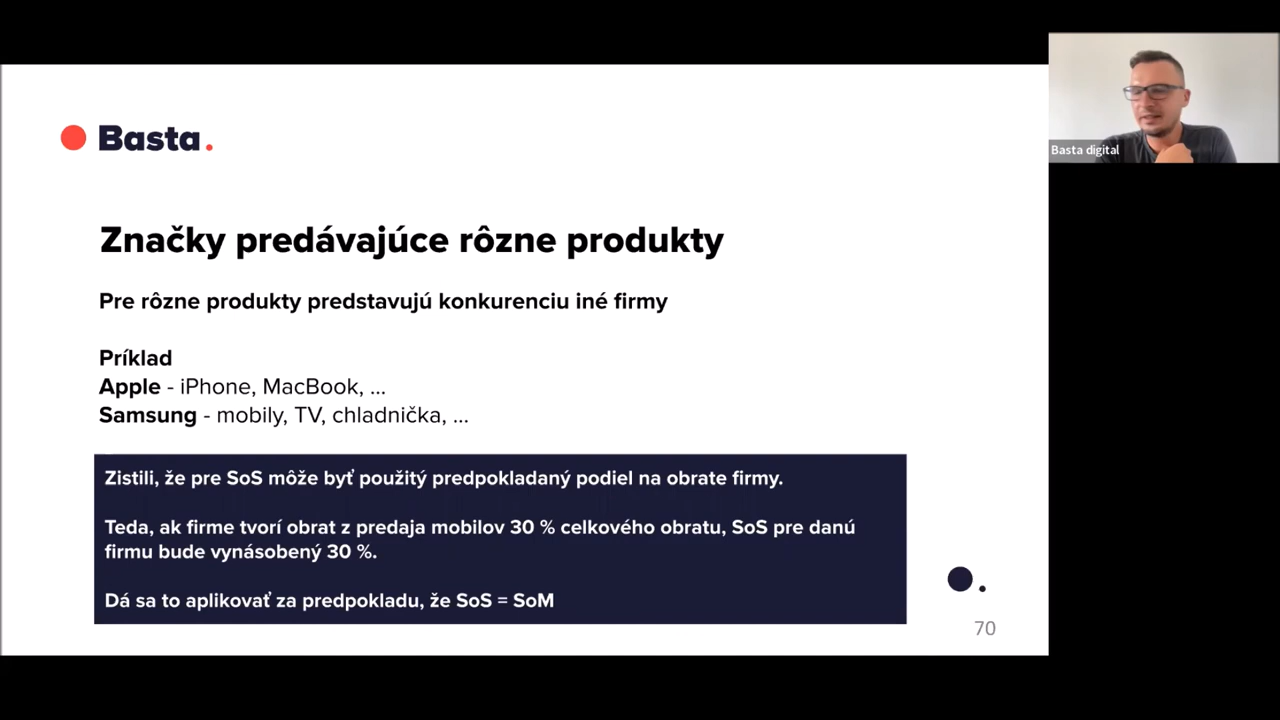 Basta.
Značky predávajúce rôzne produkty
Pre rôzne produkty predstavujú konkurenciu iné firmy
Príklad
Apple - iPhone, MacBook, ...
Samsung - mobily, TV, chladnička, ...
Zistili, že pre SoS môže byť použitý predpokladaný podiel na obrate firmy.
Teda, ak firme tvorí obrat z predaja mobilov 30 % celkového obratu, SoS pre danú
firmu bude vynásobený 30 %.
Dá sa to aplikovať za predpokladu, že SoS = SoM
70
Basta digital